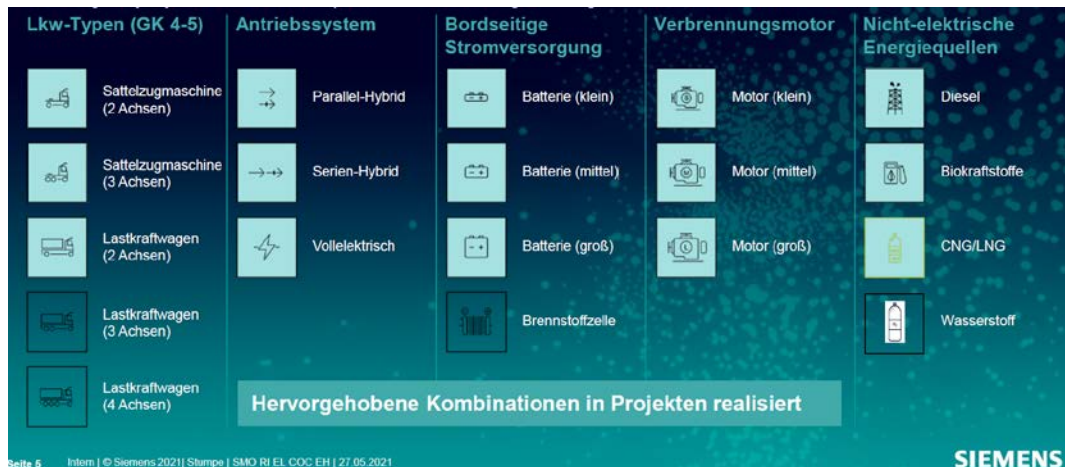 Lkw-Typen (GK 4-5)
Sattelzugmaschine
(2 Achsen)
Sattelzugmaschine
(3 Achsen)
Lastkraftwagen
(2 Achsen)
Lastkraftwagen
(3 Achsen)
Lastkraftwagen
(4 Achsen)
Antriebssystem
Parallel-Hybrid
Serien-Hybrid
Vollelektrisch
Bordseitige
Stromversorgung
Batterie (klein)
Batterie (mittel)
Batterie (groß)
Brennstoffzelle
Verbrennungsmotor
Motor (klein)
Motor (mittel)
Motor (groß)
Nicht-elektrische
Energiequellen
Diesel
Biokraftstoffe
CNG/LNG
Wasserstoff
Hervorgehobene Kombinationen in Projekten realisiert
Seite 5 Intern | © Siemens 2021| Stumpe | SMO RI EL COC EH | 27.05.2021
SIEMENS